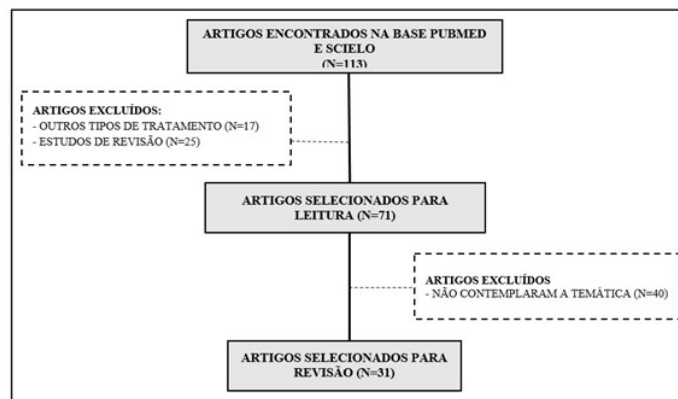 ARTIGOS ENCONTRADOS NA BASE PUBMED
E SCIELO
(N=113)
ARTIGOS EXCLUÍDOS:
- OUTROS TIPOS DE TRATAMENTO (N=17)
- ESTUDOS DE REVISÃO (N=25)
ARTIGOS SELECIONADOS PARA
LEITURA (N=71)
ARTIGOS EXCLUÍDOS
- NÃO CONTEMPLARAM A TEMÁTICA (N=40)
ARTIGOS SELECIONADOS PARA
REVISÃO (N=31)